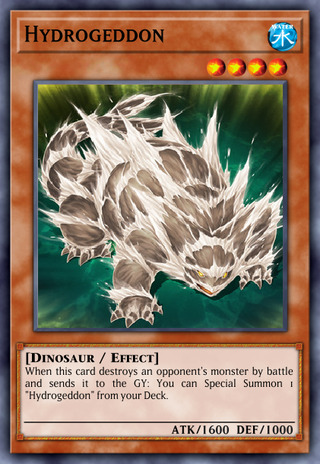 Hydrogeddon
WATER
水
[Dinosaur / Effect]
When this card destroys an opponent's monster by battle
and sends it to the GY: You can Special Summon 1
"Hydrogeddon" from your Deck.
ATK/1600 DEF/1000